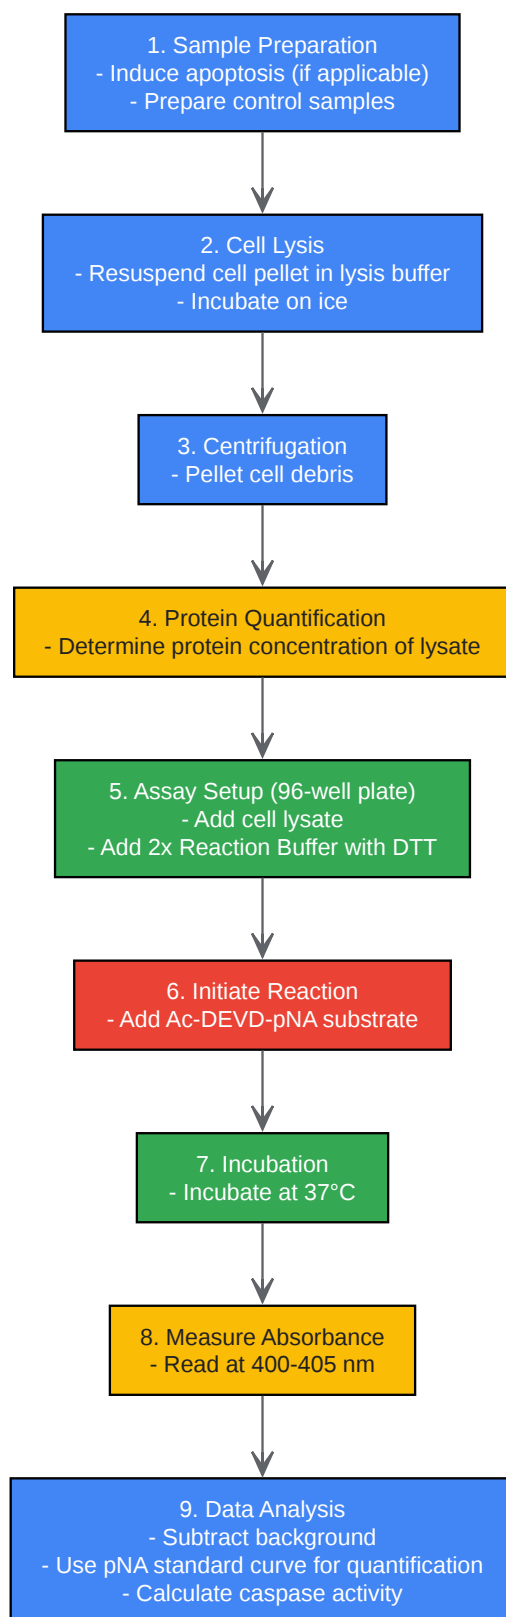 1. Sample Preparation
- Induce apoptosis (if applicable)
- Prepare control samples
2. Cell Lysis
- Resuspend cell pellet in lysis buffer
- Incubate on ice
3. Centrifugation
- Pellet cell debris
4. Protein Quantification
- Determine protein concentration of lysate
5. Assay Setup (96-well plate)
- Add cell lysate
- Add 2x Reaction Buffer with DTT
6. Initiate Reaction
- Add Ac-DEVD-pNA substrate
7. Incubation
- Incubate at 37°C
8. Measure Absorbance
- Read at 400-405 nm
9. Data Analysis
- Subtract background
- Use pNA standard curve for quantification
- Calculate caspase activity